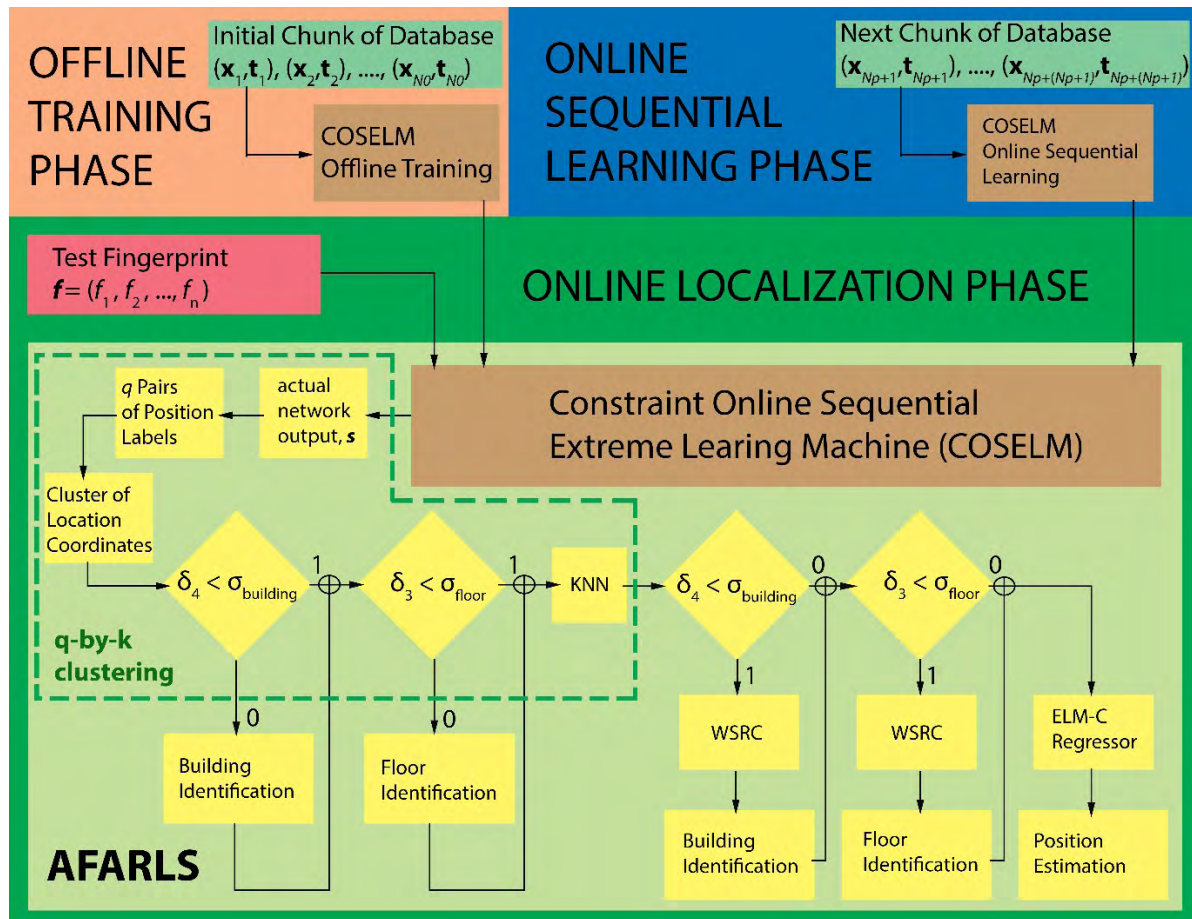 OFFLINE
TRAINING
PHASE
Initial Chunk of Database
(x1,t1), (x2,t2), ...., (xN0,tN0)
COSELM
Offline Training
ONLINE
SEQUENTIAL
LEARNING PHASE
Next Chunk of Database
(xNp+1,tNp+1), ...., (xNp+(Np+1),tNp+(Np+1))
COSELM
Online Sequential
Learning
Test Fingerprint
f = (f1, f2, ..., fn)
ONLINE LOCALIZATION PHASE
q Pairs
of Position
Labels
actual
network
output, s
Constraint Online Sequential
Extreme Learing Machine (COSELM)
Cluster of
Location
Coordinates
δ4 < σbuilding
1
0
δ3 < σfloor
1
0
KNN
δ4 < σbuilding
0
1
δ3 < σfloor
0
1
q-by-k
clustering
Building
Identification
Floor
Identification
WSRC
WSRC
ELM-C
Regressor
Building
Identification
Floor
Identification
Position
Estimation
AFARLS